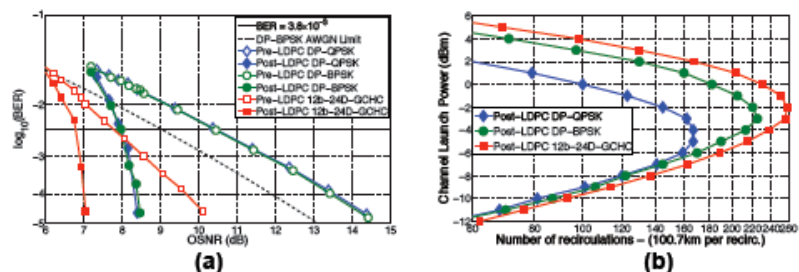 BER = 3.8×10⁻³
DP−BPSK AWGN Limit
Pre−LDPC DP−QPSK
Post−LDPC DP−QPSK
Pre−LDPC DP−BPSK
Post−LDPC DP−BPSK
Pre−LDPC 12b−24D−GCHC
Post−LDPC 12b−24D−GCHC
log₁₀(BER)
−1
−2
−3
−4
−5
6 7 8 9 10 11 12 13 14 15
OSNR (dB)
(a)
Channel Launch Power (dBm)
6
4
2
0
−2
−4
−6
−8
−10
−12
Post−LDPC DP−QPSK
Post−LDPC DP−BPSK
Post−LDPC 12b−24D−GCHC
80 100 120 140 160 180 200 220 240
Number of recirculations − (100.7km per recirc.)
(b)